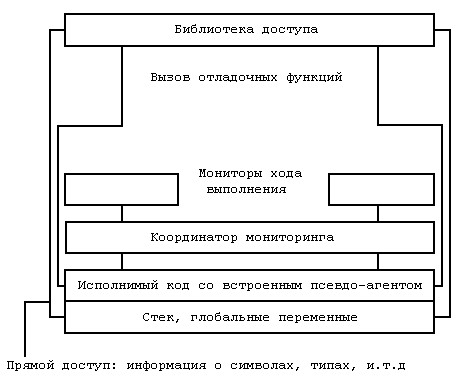 Библиотека доступа
Вызов отладочных функций
Мониторы хода
выполнения
Координатор мониторинга
Исполнимый код со встроенным псевдо-агентом
Стек, глобальные переменные
Прямой доступ: информация о символах, типах, и.т.д